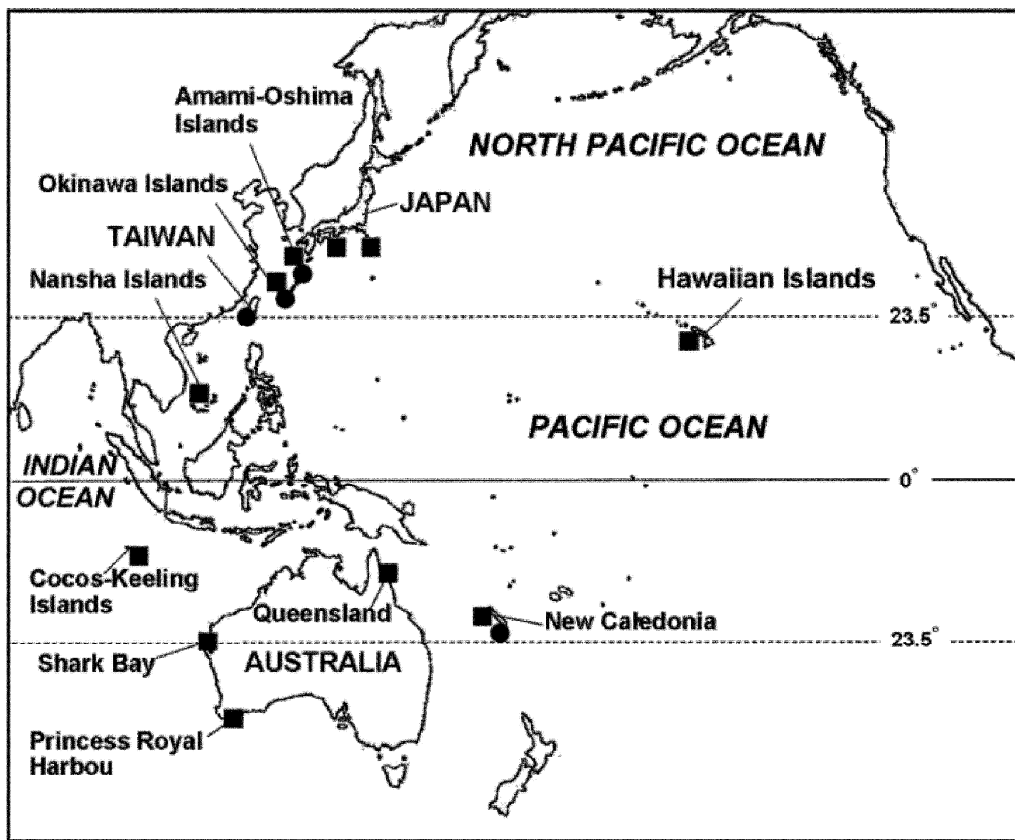 Amami-Oshima
Islands
NORTH PACIFIC OCEAN
Okinawa Islands
JAPAN
TAIWAN
Nansha Islands
Hawaiian Islands
23.5°
PACIFIC OCEAN
INDIAN
OCEAN
0°
Cocos-Keeling
Islands
Queensland
New Caledonia
23.5°
Shark Bay
AUSTRALIA
Princess Royal
Harbou